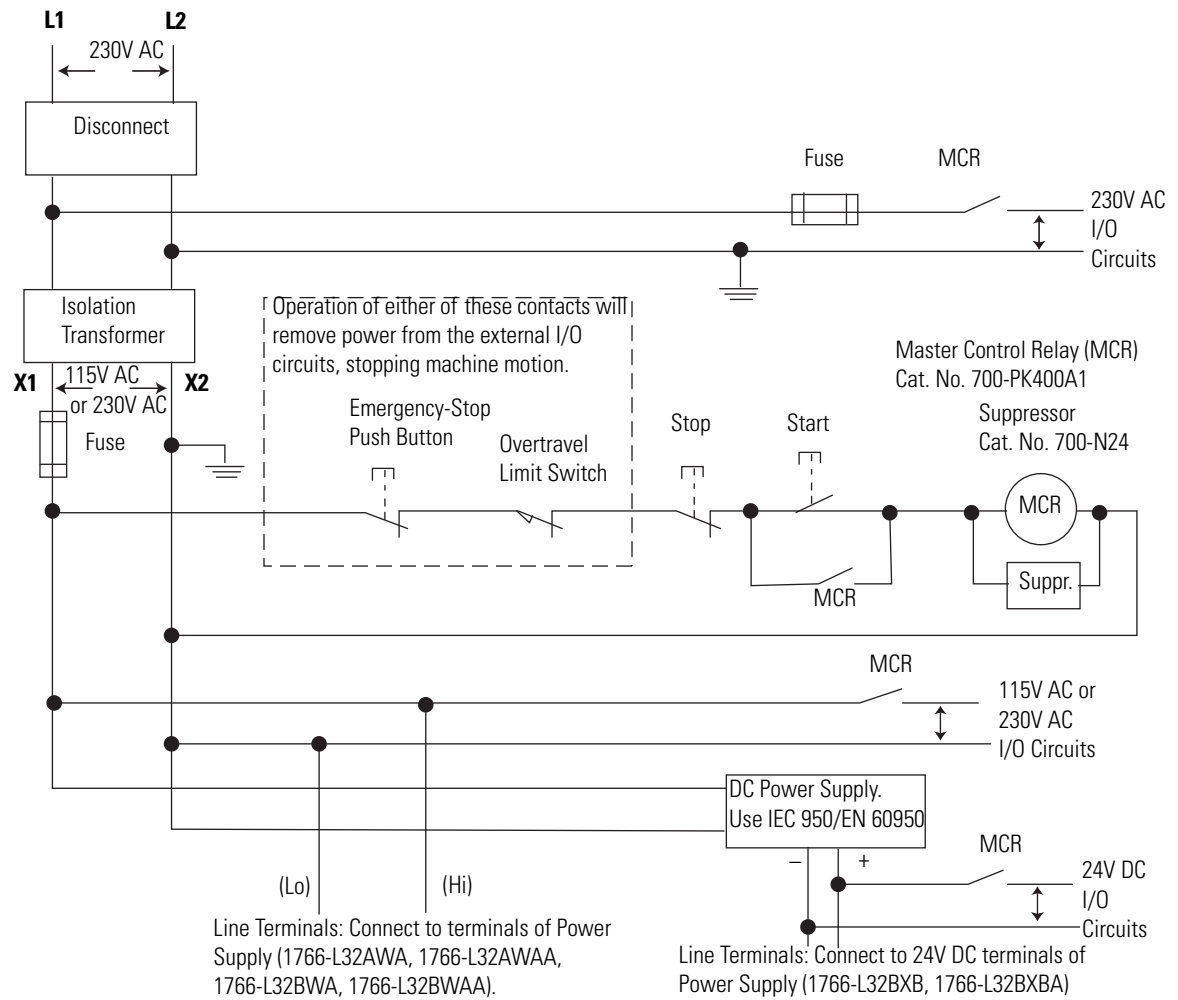 L1 L2
230V AC
Disconnect
Fuse MCR
230V AC
I/O
Circuits
Isolation
Transformer
Operation of either of these contacts will
remove power from the external I/O
circuits, stopping machine motion.
X1 115V AC X2
or 230V AC
Fuse
Emergency-Stop
Push Button
Overtravel
Limit Switch
Stop
Start
Master Control Relay (MCR)
Cat. No. 700-PK400A1
Suppressor
Cat. No. 700-N24
MCR
Suppr.
MCR
MCR
115V AC or
230V AC
I/O Circuits
DC Power Supply.
Use IEC 950/EN 60950
– +
MCR
24V DC
I/O
Circuits
(Lo) (Hi)
Line Terminals: Connect to terminals of Power
Supply (1766-L32AWA, 1766-L32AWAA,
1766-L32BWA, 1766-L32BWAA).
Line Terminals: Connect to 24V DC terminals of
Power Supply (1766-L32BXB, 1766-L32BXBA)